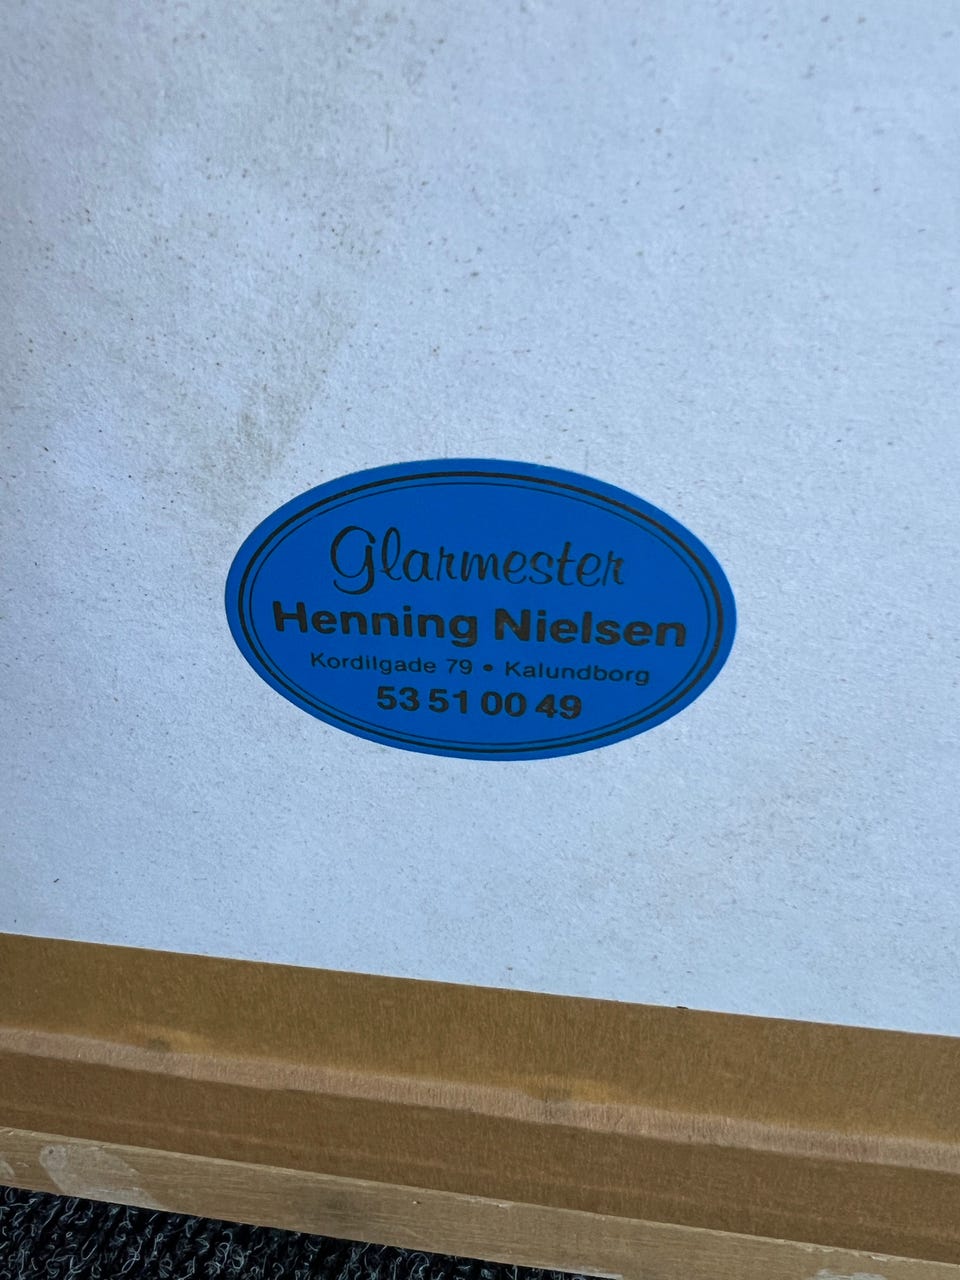 Glarmester
Henning Nielsen
Kordilgade 79 • Kalundborg
53 51 00 49